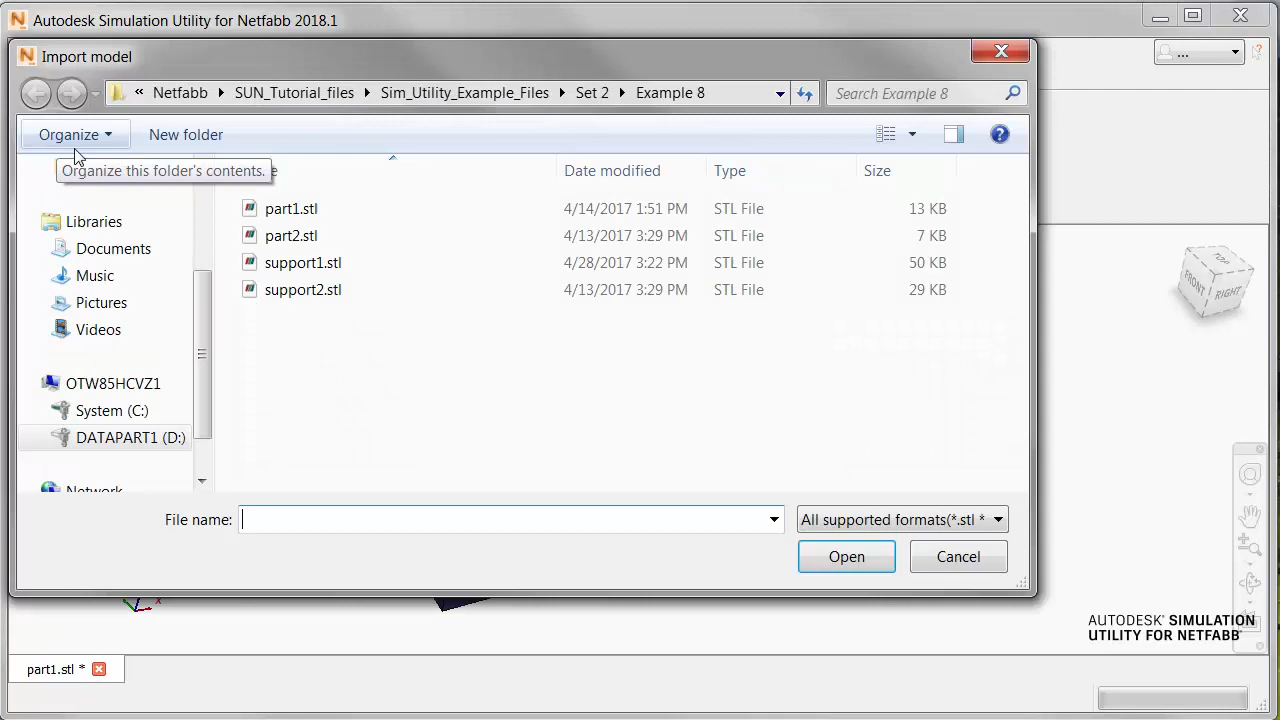 Autodesk Simulation Utility for Netfabb 2018.1
Import model
...
« Netfabb SUN_Tutorial_files Sim_Utility_Example_Files Set 2 Example 8
Search Example 8
Organize New folder
Organize this folder's contents.
Date modified Type Size
Libraries
Documents
Music
Pictures
Videos
OTW85HCVZ1
System (C:)
DATAPART1 (D:)
Network
part1.stl 4/14/2017 1:51 PM STL File 13 KB
part2.stl 4/13/2017 3:29 PM STL File 7 KB
support1.stl 4/28/2017 3:22 PM STL File 50 KB
support2.stl 4/13/2017 3:29 PM STL File 29 KB
File name:
All supported formats(*.stl *
Open Cancel
TOP
FRONT RIGHT
x
AUTODESK® SIMULATION
UTILITY FOR NETFABB®
part1.stl *